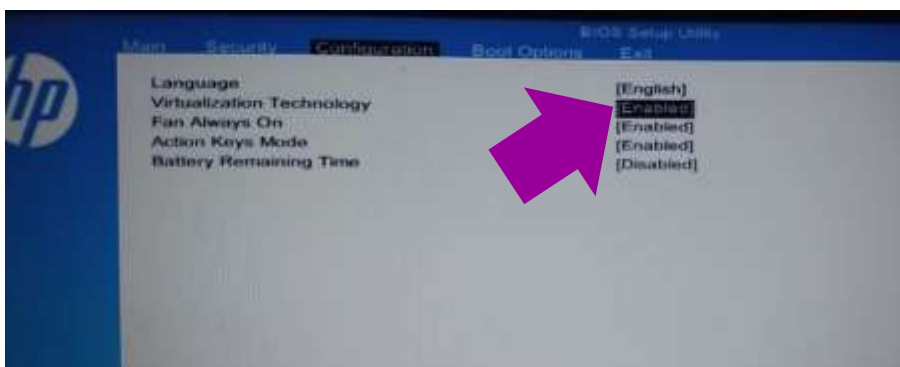 BIOS Setup Utility
Main Security Configuration Boot Options Exit
hp
Language [English]
Virtualization Technology [Enabled]
Fan Always On [Enabled]
Action Keys Mode [Enabled]
Battery Remaining Time [Disabled]